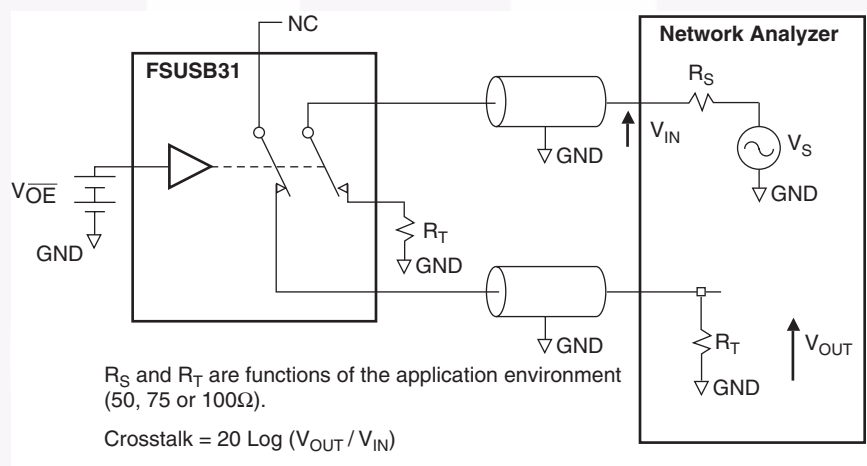 NC
Network Analyzer
FSUSB31
R_S
V_IN
V_S
GND
GND
V_OE
GND
R_T
GND
GND
R_T
V_OUT
GND
R_S and R_T are functions of the application environment
(50, 75 or 100Ω).
Crosstalk = 20 Log (V_OUT / V_IN)